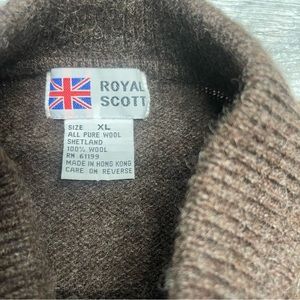 ROYAL
SCOTT
SIZE XL
ALL PURE WOOL
SHETLAND
100% WOOL
RN 61199
MADE IN HONG KONG
CARE ON REVERSE